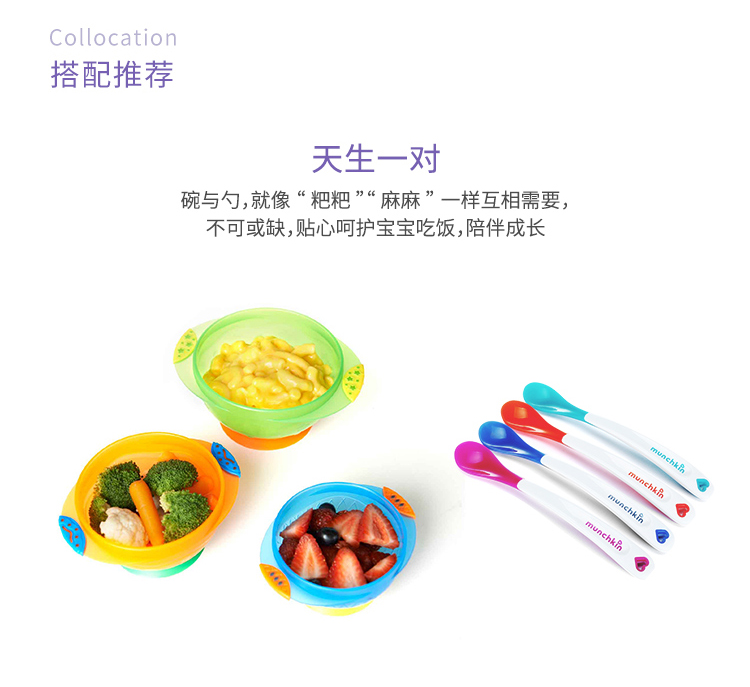 Collocation
搭配推荐
天生一对
碗与勺，就像“粑粑”“麻麻”一样互相需要，
不可或缺，贴心呵护宝宝吃饭，陪伴成长
munchkin
munchkin
munchkin
munchkin